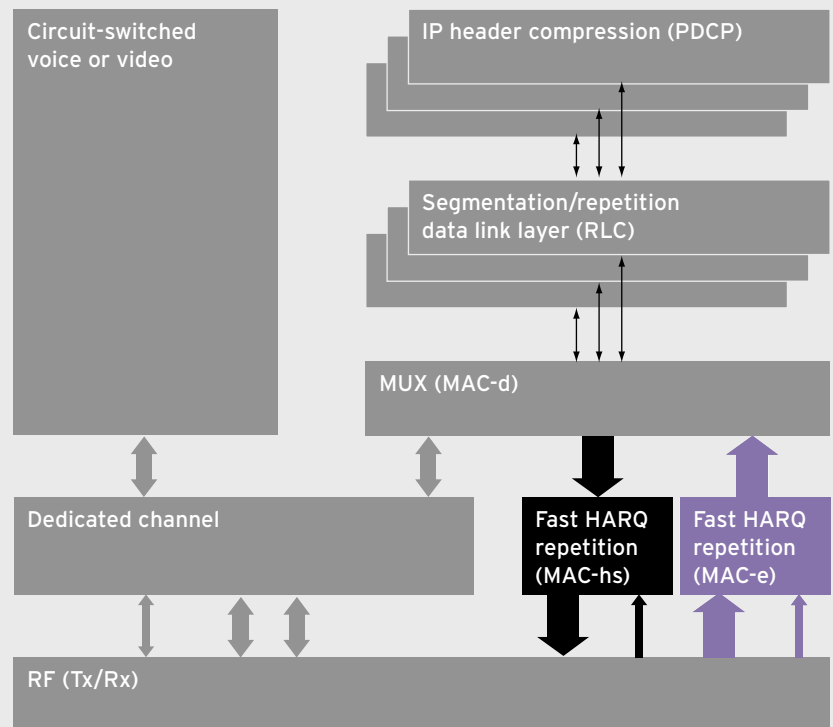 Circuit-switched
voice or video
IP header compression (PDCP)
Segmentation/repetition
data link layer (RLC)
MUX (MAC-d)
Dedicated channel
Fast HARQ
repetition
(MAC-hs)
Fast HARQ
repetition
(MAC-e)
RF (Tx/Rx)